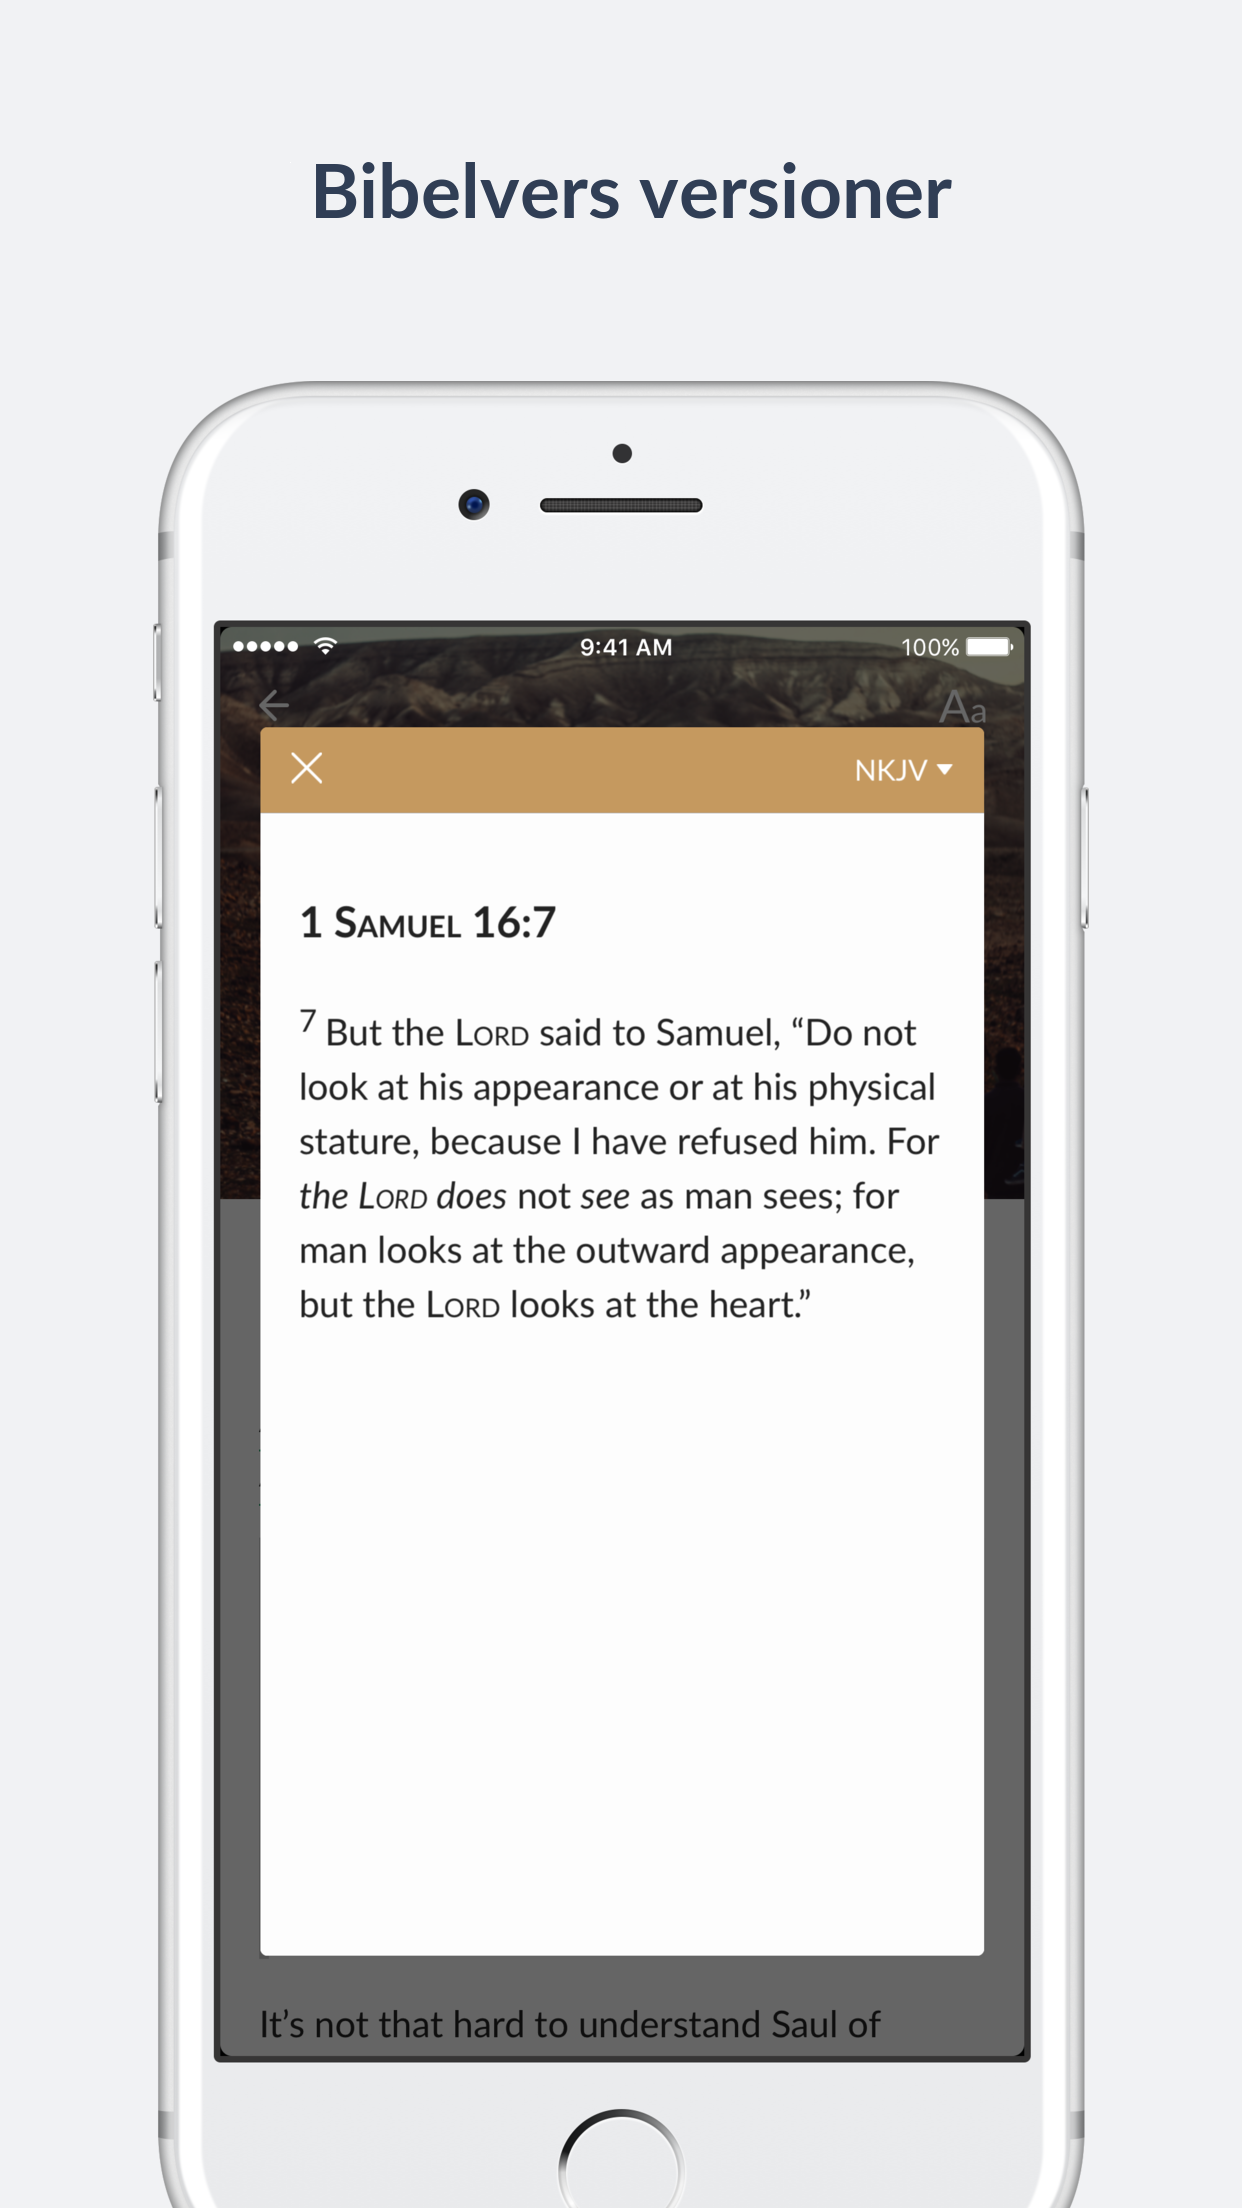 Bibelvers versioner
9:41 AM
100%
Aa
NKJV
1 SAMUEL 16:7
7 But the LORD said to Samuel, “Do not
look at his appearance or at his physical
stature, because I have refused him. For
the LORD does not see as man sees; for
man looks at the outward appearance,
but the LORD looks at the heart.”
It’s not that hard to understand Saul of